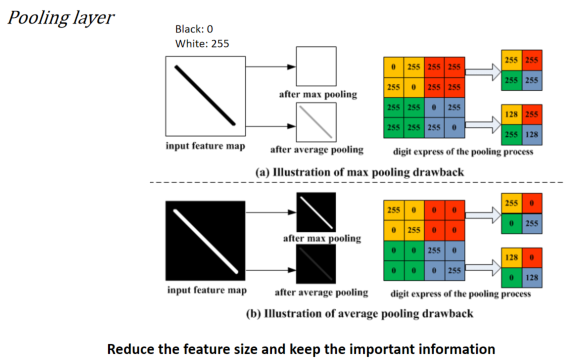 Pooling layer
Black: 0
White: 255
after max pooling
input feature map
after average pooling
0 255 255 255
255 0 255 255
255 255 0 255
255 255 255 0
255 255
255 255
128 255
255 128
digit express of the pooling process
(a) Illustration of max pooling drawback
after max pooling
input feature map
after average pooling
255 0 0 0
0 255 0 0
0 0 255 0
0 0 0 255
255 0
0 255
128 0
0 128
digit express of the pooling process
(b) Illustration of average pooling drawback
Reduce the feature size and keep the important information